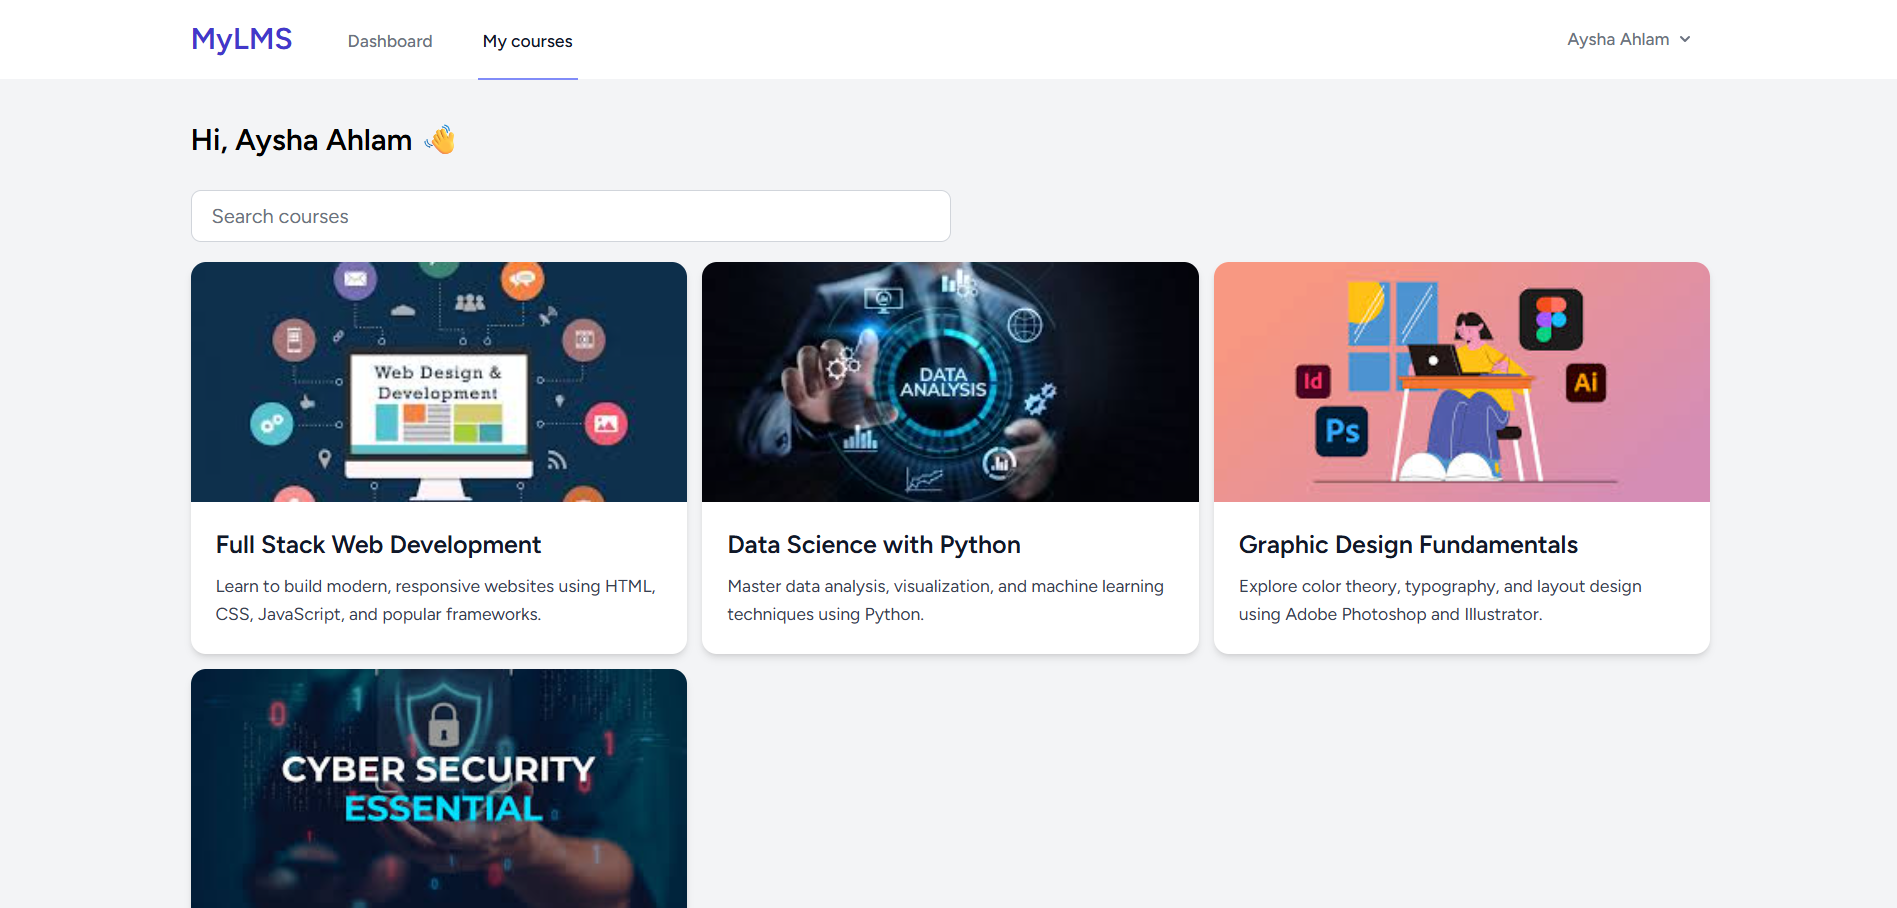 MyLMS Dashboard My courses Aysha Ahlam
Hi, Aysha Ahlam 👋
Search courses
Web Design &
Development
DATA
ANALYSIS
Id
Ps
Ai
Full Stack Web Development
Learn to build modern, responsive websites using HTML,
CSS, JavaScript, and popular frameworks.
Data Science with Python
Master data analysis, visualization, and machine learning
techniques using Python.
Graphic Design Fundamentals
Explore color theory, typography, and layout design
using Adobe Photoshop and Illustrator.
CYBER SECURITY
ESSENTIAL